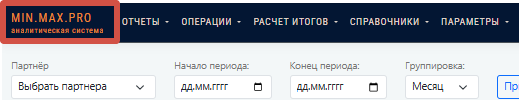 MIN.MAX.PRO
аналитическая система
ОТЧЕТЫ ОПЕРАЦИИ РАСЧЕТ ИТОГОВ СПРАВОЧНИКИ ПАРАМЕТРЫ
Партнёр Начало периода: Конец периода: Группировка:
Выбрать партнера дд.мм.гггг дд.мм.гггг Месяц Пр